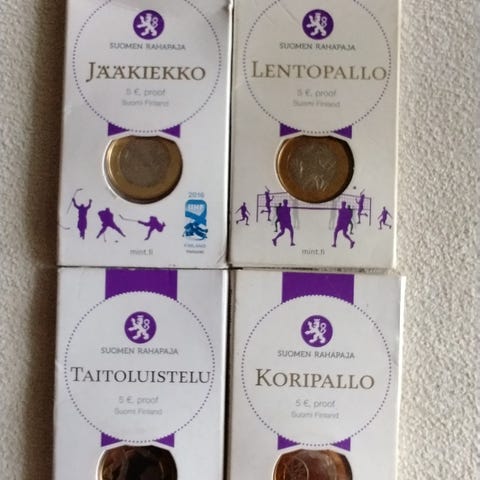 SUOMEN RAHAPAJA
JÄÄKIEKKO
5 €, proof
Suomi Finland
2016
FINLAND
mint.fi
SUOMEN RAHAPAJA
LENTOPALLO
5 €, proof
Suomi Finland
mint.fi
SUOMEN RAHAPAJA
TAITOLUISTELU
5 €, proof
Suomi Finland
SUOMEN RAHAPAJA
KORIPALLO
5 €, proof
Suomi Finland